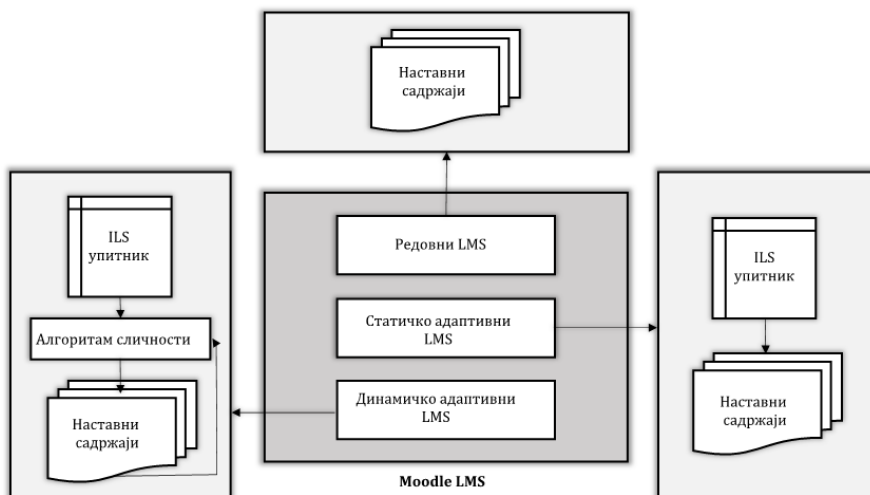 Наставни
садржаји
ILS
упитник
Алгоритам сличности
Наставни
садржаји
Редовни LMS
Статичко адаптивни
LMS
Динамичко адаптивни
LMS
Moodle LMS
ILS
упитник
Наставни
садржаји